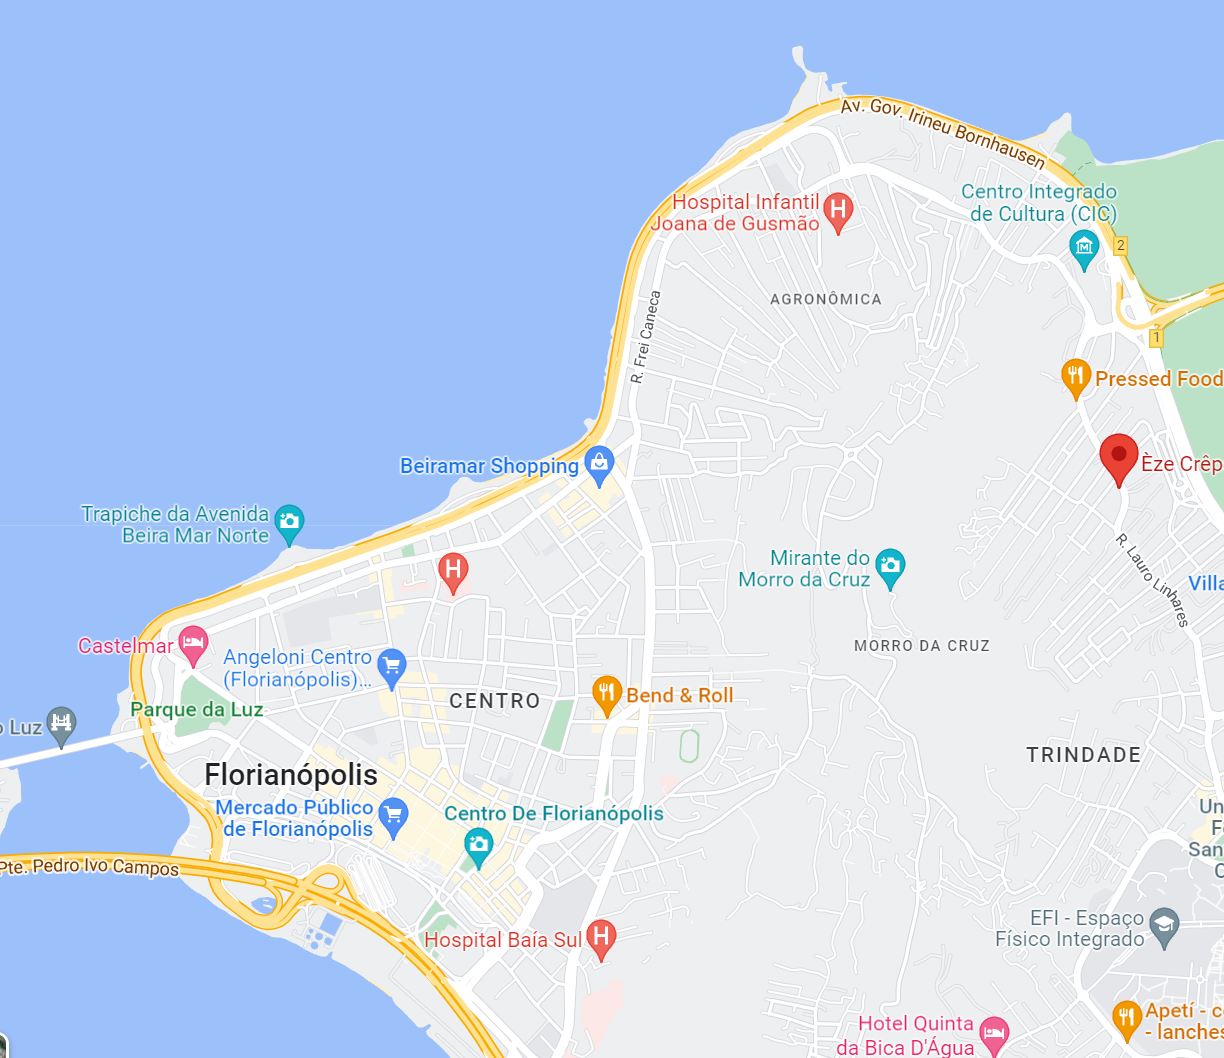 Av. Gov. Irineu Bornhausen
Centro Integrado
de Cultura (CIC)
Hospital Infantil
Joana de Gusmão
H
2
AGRONÔMICA
R. Frei Caneca
1
Pressed Food
Beiramar Shopping
Èze Crêp
Trapiche da Avenida
Beira Mar Norte
H
R. Lauro Linhares
Mirante do
Morro da Cruz
Villa
Castelmar
Angeloni Centro
(Florianópolis)...
MORRO DA CRUZ
CENTRO
Bend & Roll
Parque da Luz
o Luz
TRINDADE
Florianópolis
Mercado Público
de Florianópolis
Centro De Florianópolis
Un
F
San
C
Pte. Pedro Ivo Campos
EFI - Espaço
Físico Integrado
Hospital Baía Sul
H
Apetí - c
- lanches
Hotel Quinta
da Bica D'Água